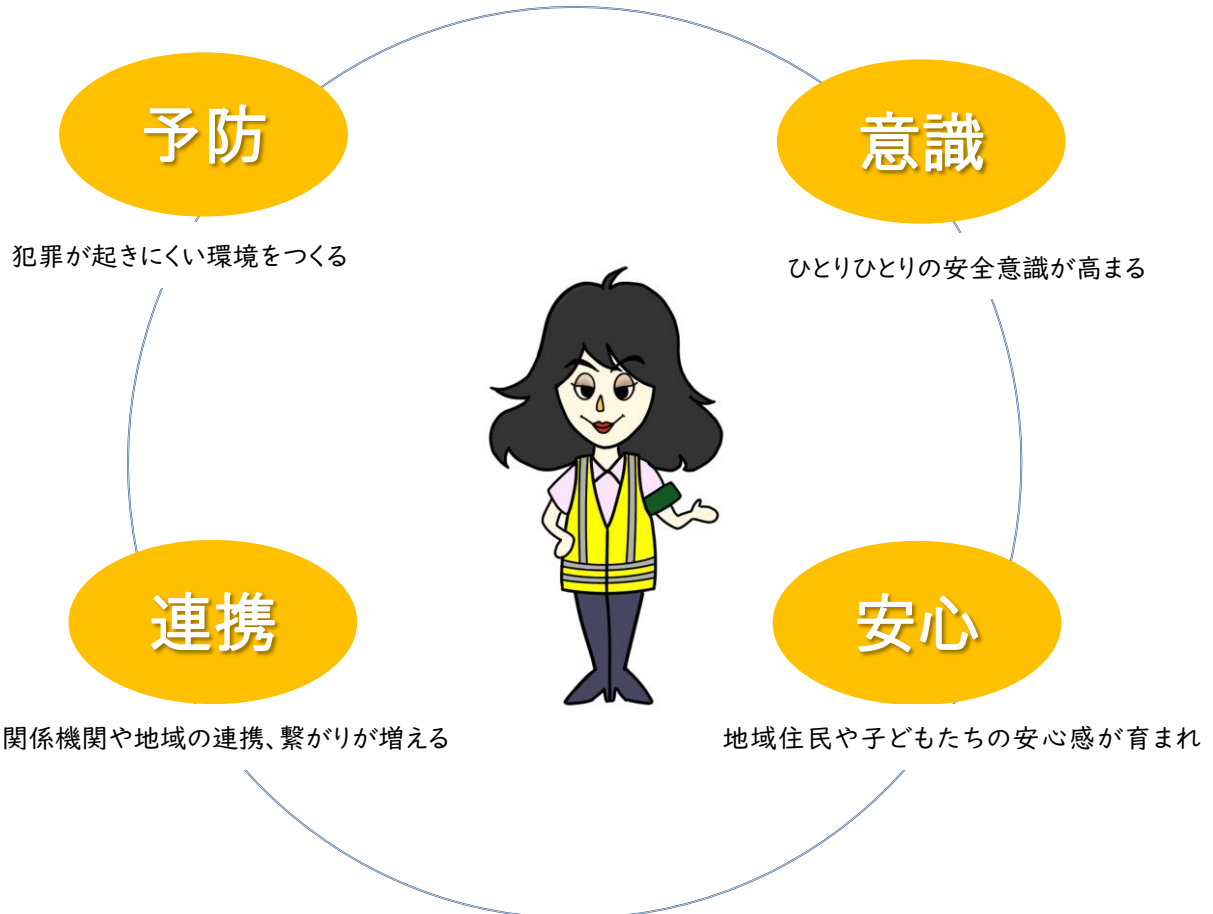 予防
犯罪が起きにくい環境をつくる
意識
ひとりひとりの安全意識が高まる
連携
関係機関や地域の連携、繋がりが増える
安心
地域住民や子どもたちの安心感が育まれ